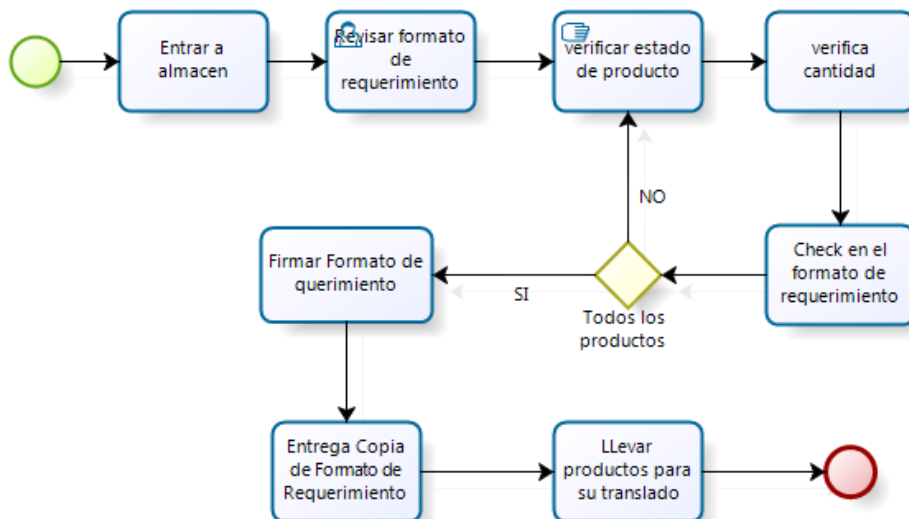 Entrar a
almacen
Revisar formato
de
requerimiento
verificar estado
de producto
verifica
cantidad
NO
Check en el
formato de
requerimiento
Todos los
productos
SI
Firmar Formato de
querimiento
Entrega Copia
de Formato de
Requerimiento
LLevar
productos para
su translado